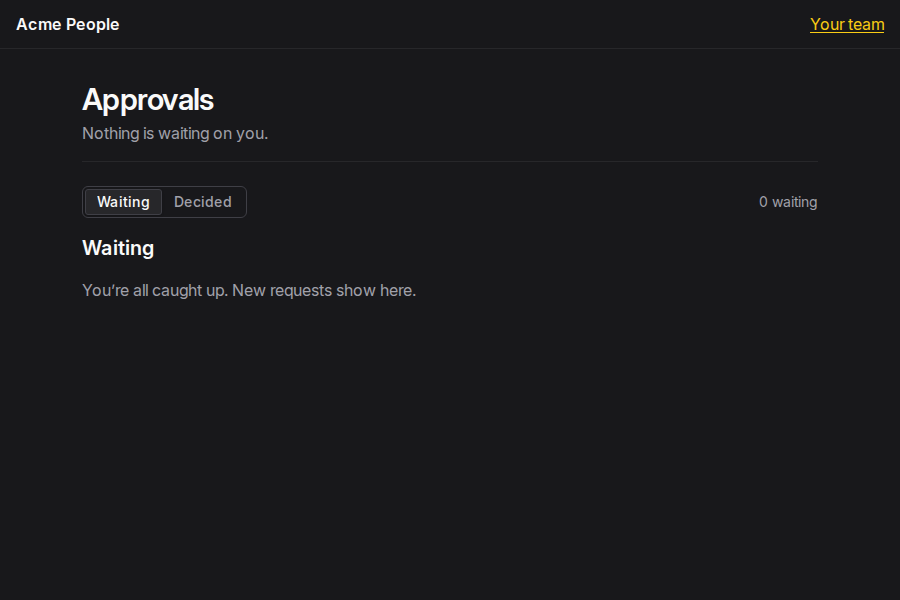 Acme People
Your team
Approvals
Nothing is waiting on you.
Waiting
Decided
0 waiting
Waiting
You’re all caught up. New requests show here.